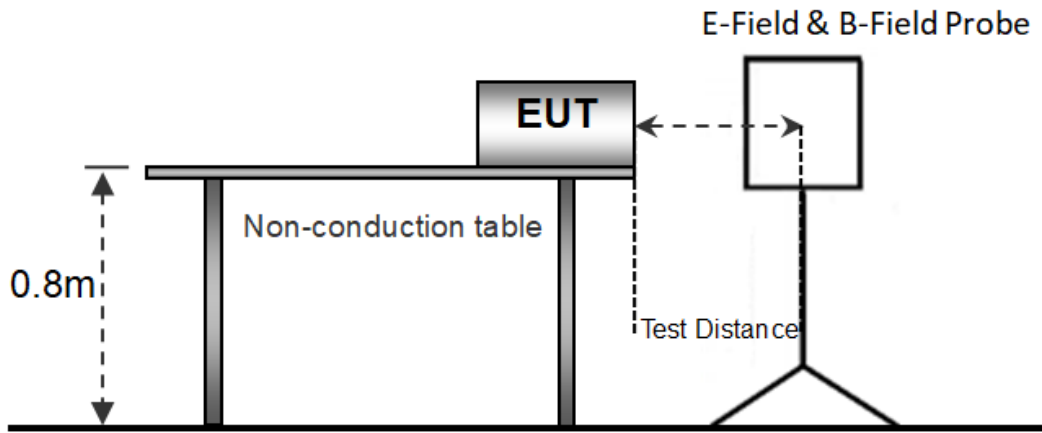 E-Field & B-Field Probe
EUT
Non-conduction table
0.8m
Test Distance